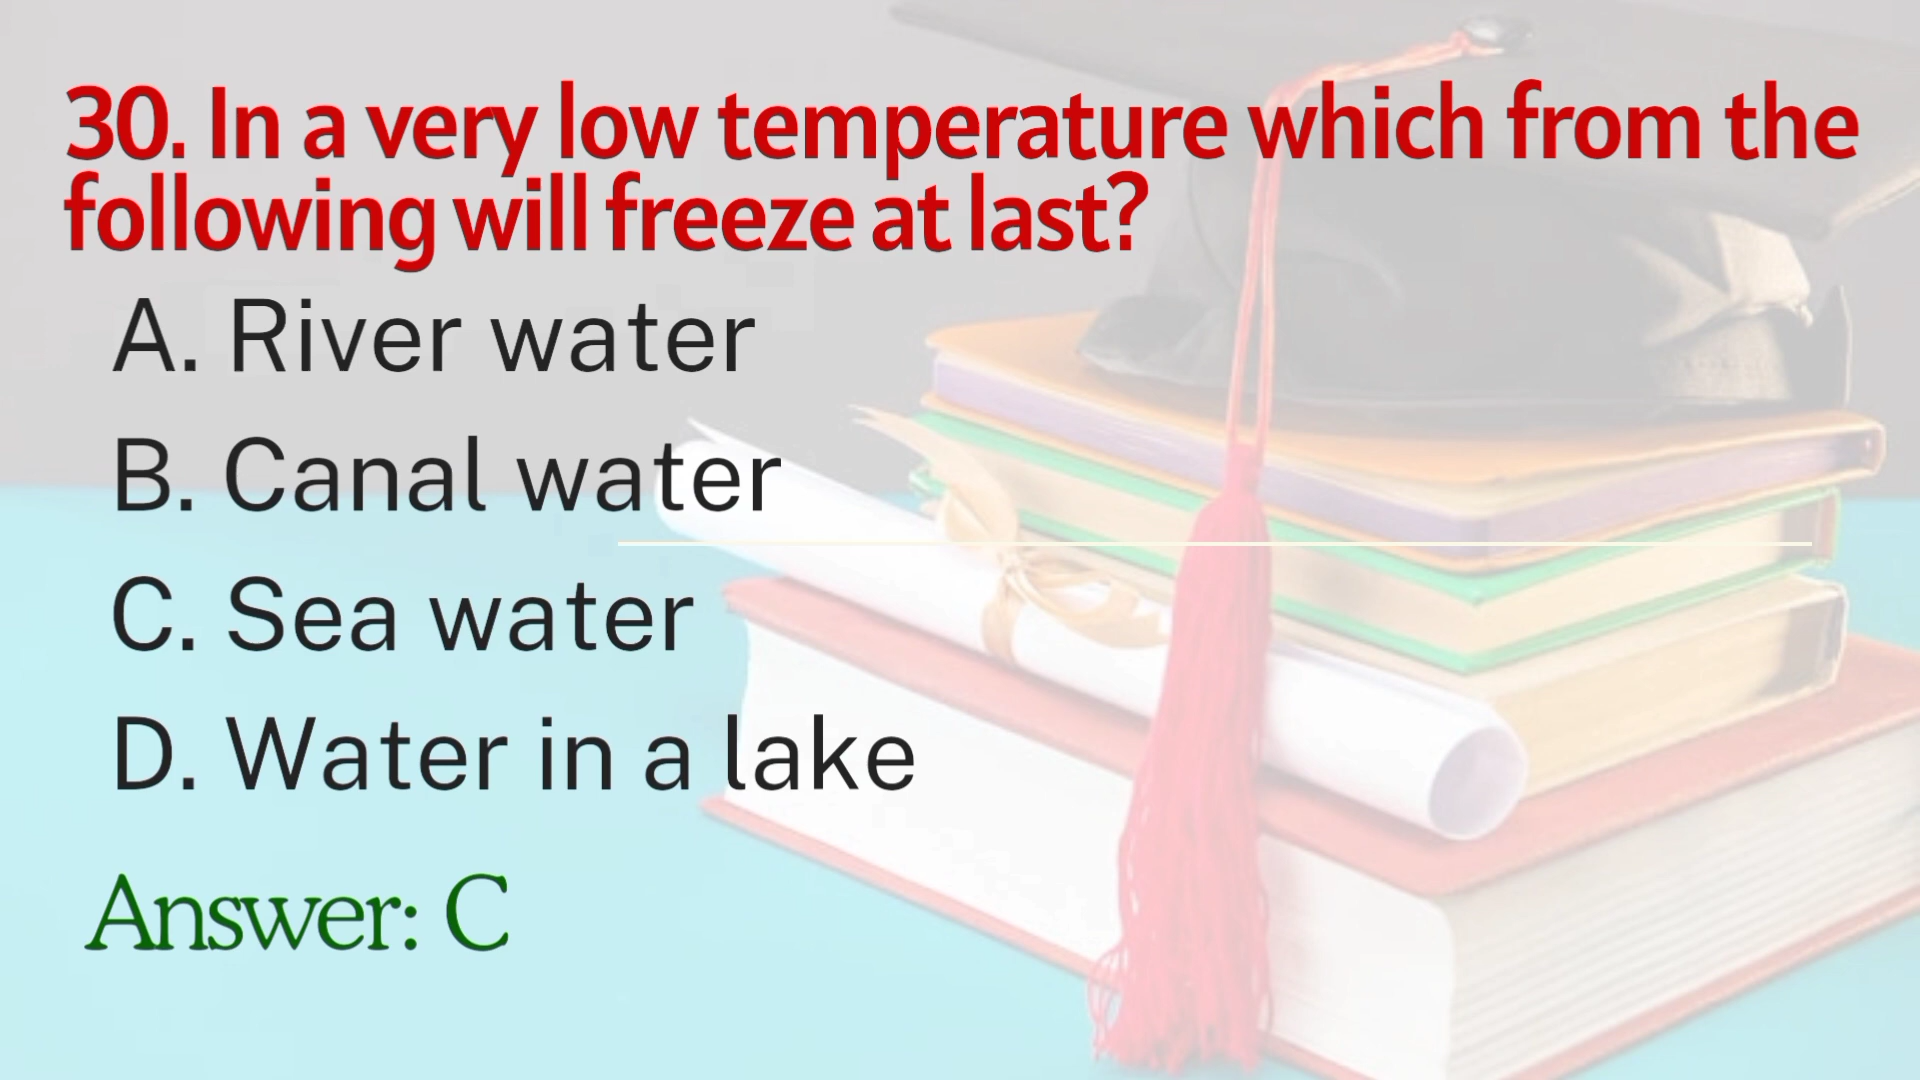 30. In a very low temperature which from the
following will freeze at last?
A. River water
B. Canal water
C. Sea water
D. Water in a lake
Answer: C